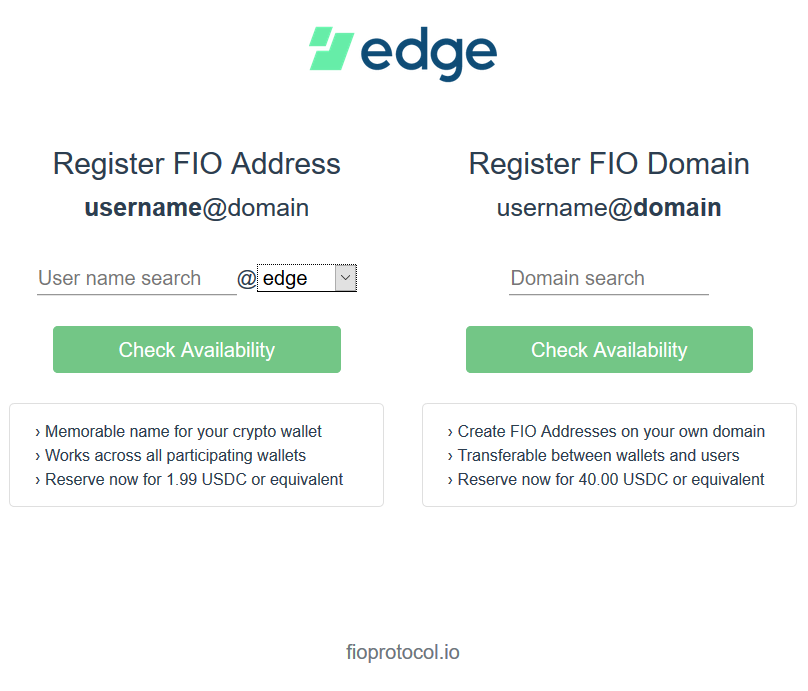 edge
Register FIO Address
username@domain
User name search @ edge
Check Availability
› Memorable name for your crypto wallet
› Works across all participating wallets
› Reserve now for 1.99 USDC or equivalent
Register FIO Domain
username@domain
Domain search
Check Availability
› Create FIO Addresses on your own domain
› Transferable between wallets and users
› Reserve now for 40.00 USDC or equivalent
fioprotocol.io